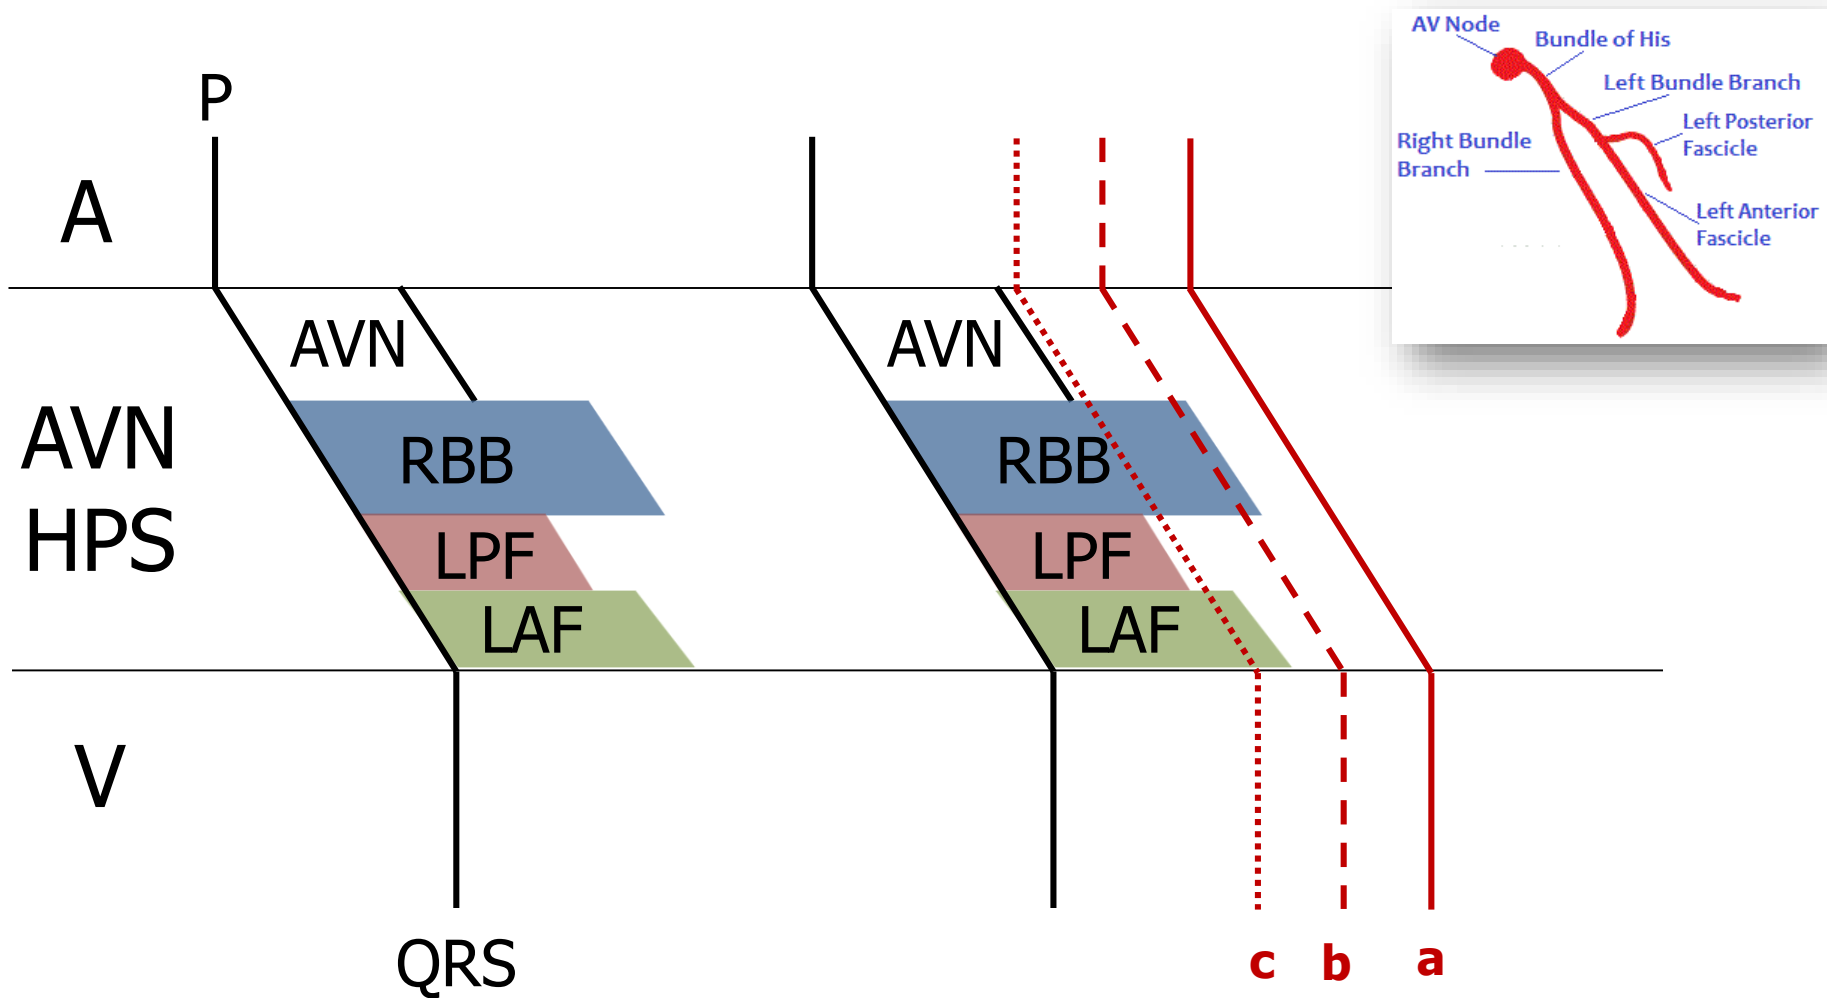 P
A
AVN
HPS
V
AVN
RBB
LPF
LAF
QRS
AVN
RBB
LPF
LAF
c
b
a
AV Node
Bundle of His
Left Bundle Branch
Left Posterior
Fascicle
Right Bundle
Branch
Left Anterior
Fascicle